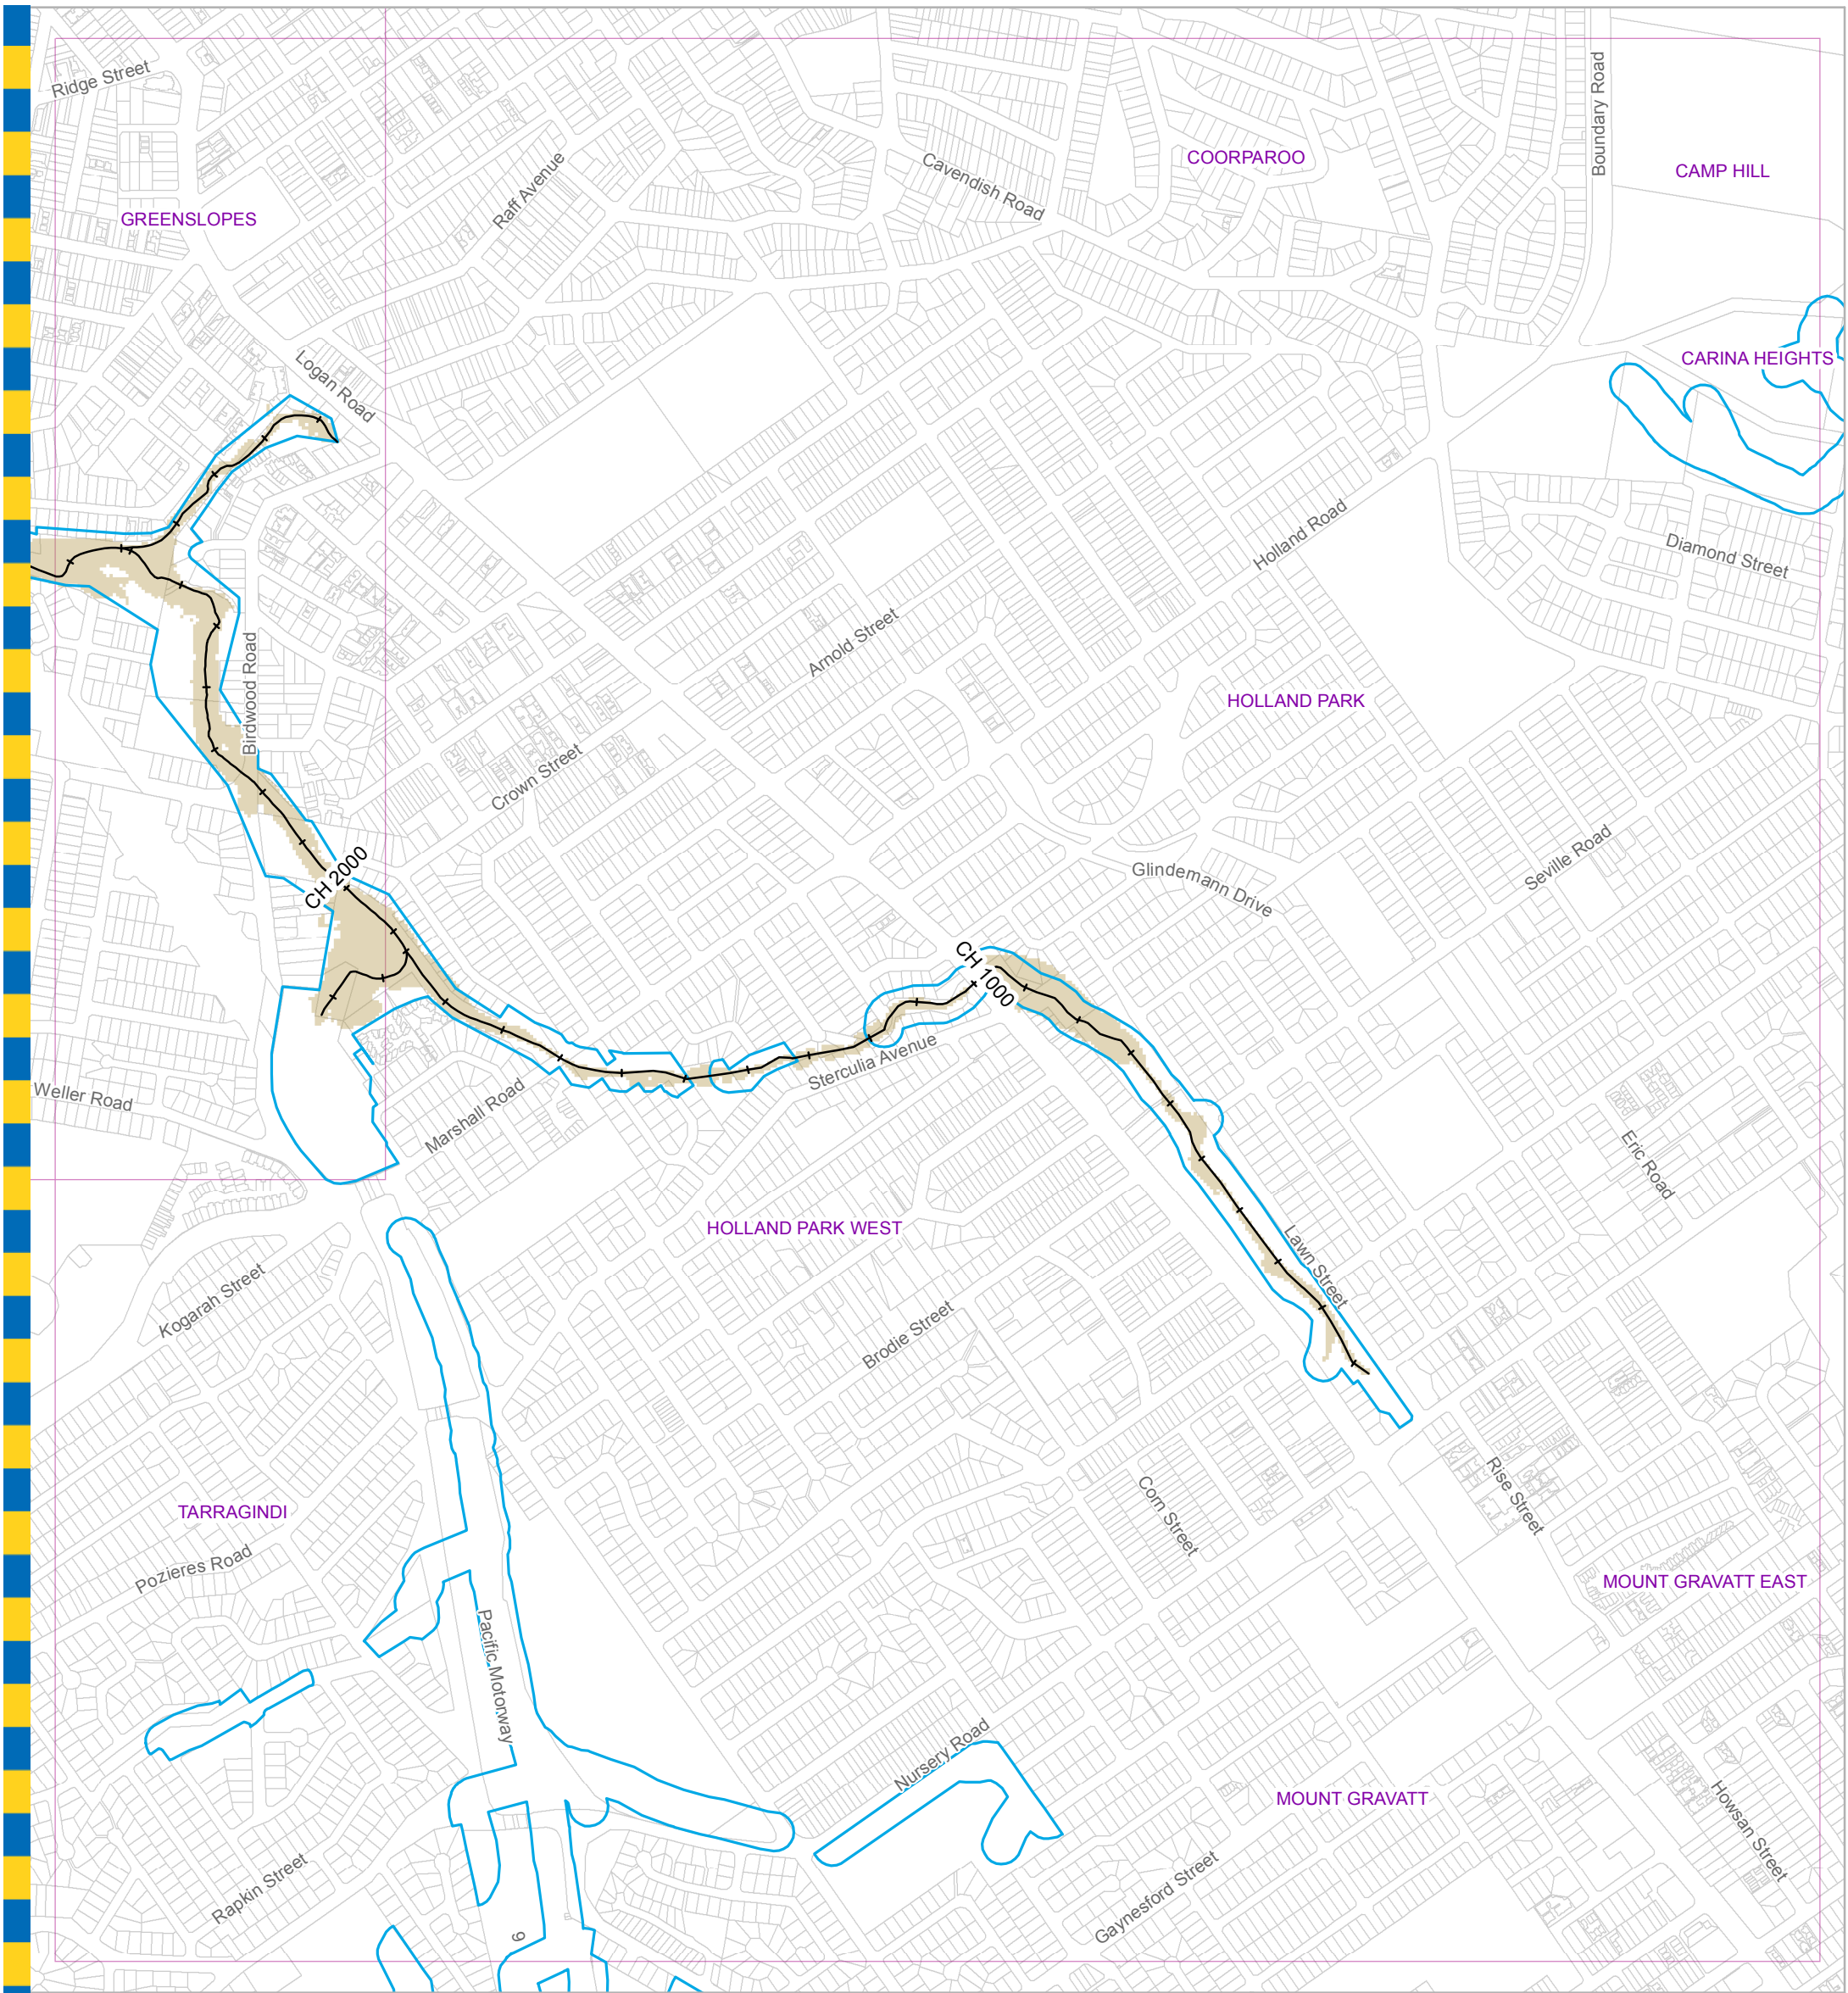 Ridge Street
Boundary Road
COORPAROO
Cavendish Road
CAMP HILL
Raff Avenue
GREENSLOPES
CARINA HEIGHTS
Logan Road
Holland Road
Diamond Street
Arnold Street
Birdwood Road
HOLLAND PARK
Crown Street
Seville Road
CH 2000
Glindemann Drive
CH 1000
Sterculia Avenue
Weller Road
Marshall Road
Eric Road
HOLLAND PARK WEST
Lawn Street
Kogarah Street
Brodie Street
TARRAGINDI
Corn Street
Rise Street
Pozieres Road
MOUNT GRAVATT EAST
Pacific Motorway
Nursery Road
MOUNT GRAVATT
Howsan Street
Rapkin Street
Gaynesford Street
9